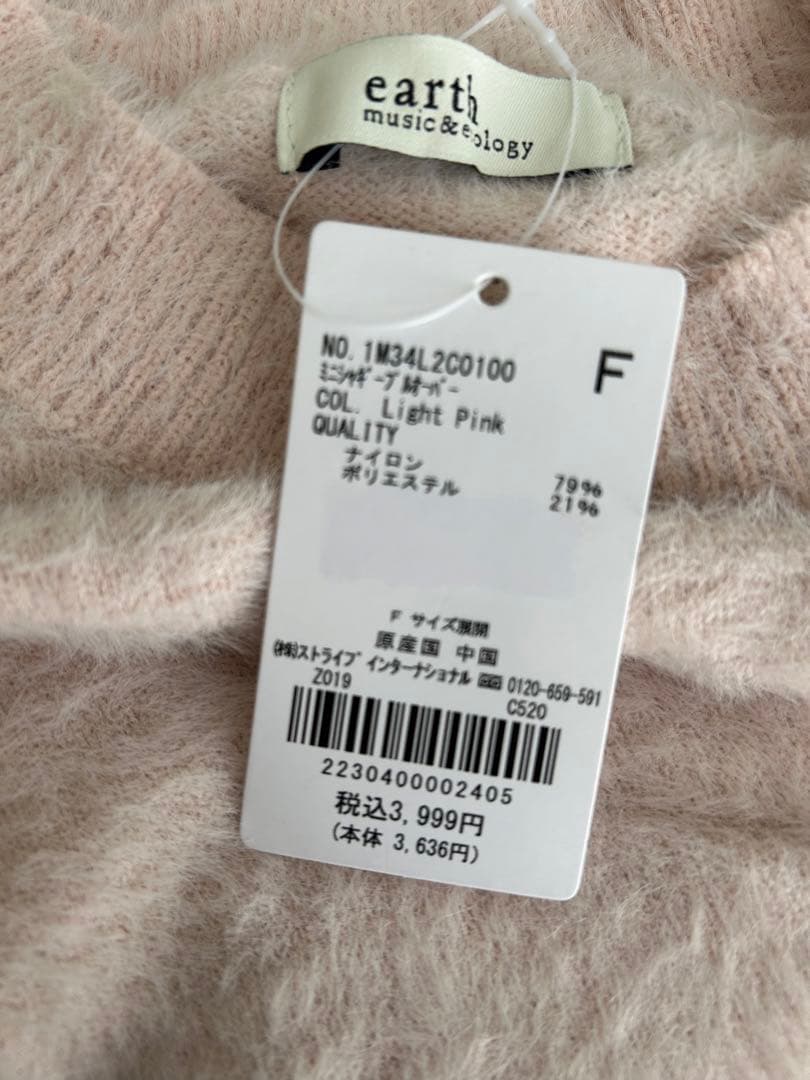 earth
music&ecology
NO. 1M34L2C0100
F
ﾐﾆｼｬｷﾞｰﾌﾟﾙｵｰﾊﾞｰ
COL. Light Pink
QUALITY
ナイロン 79%
ポリエステル 21%
F サイズ展開
原産国 中国
(株)ストライプ インターナショナル 0120-659-591
Z019 C520
2230400002405
税込3,999円
(本体 3,636円)